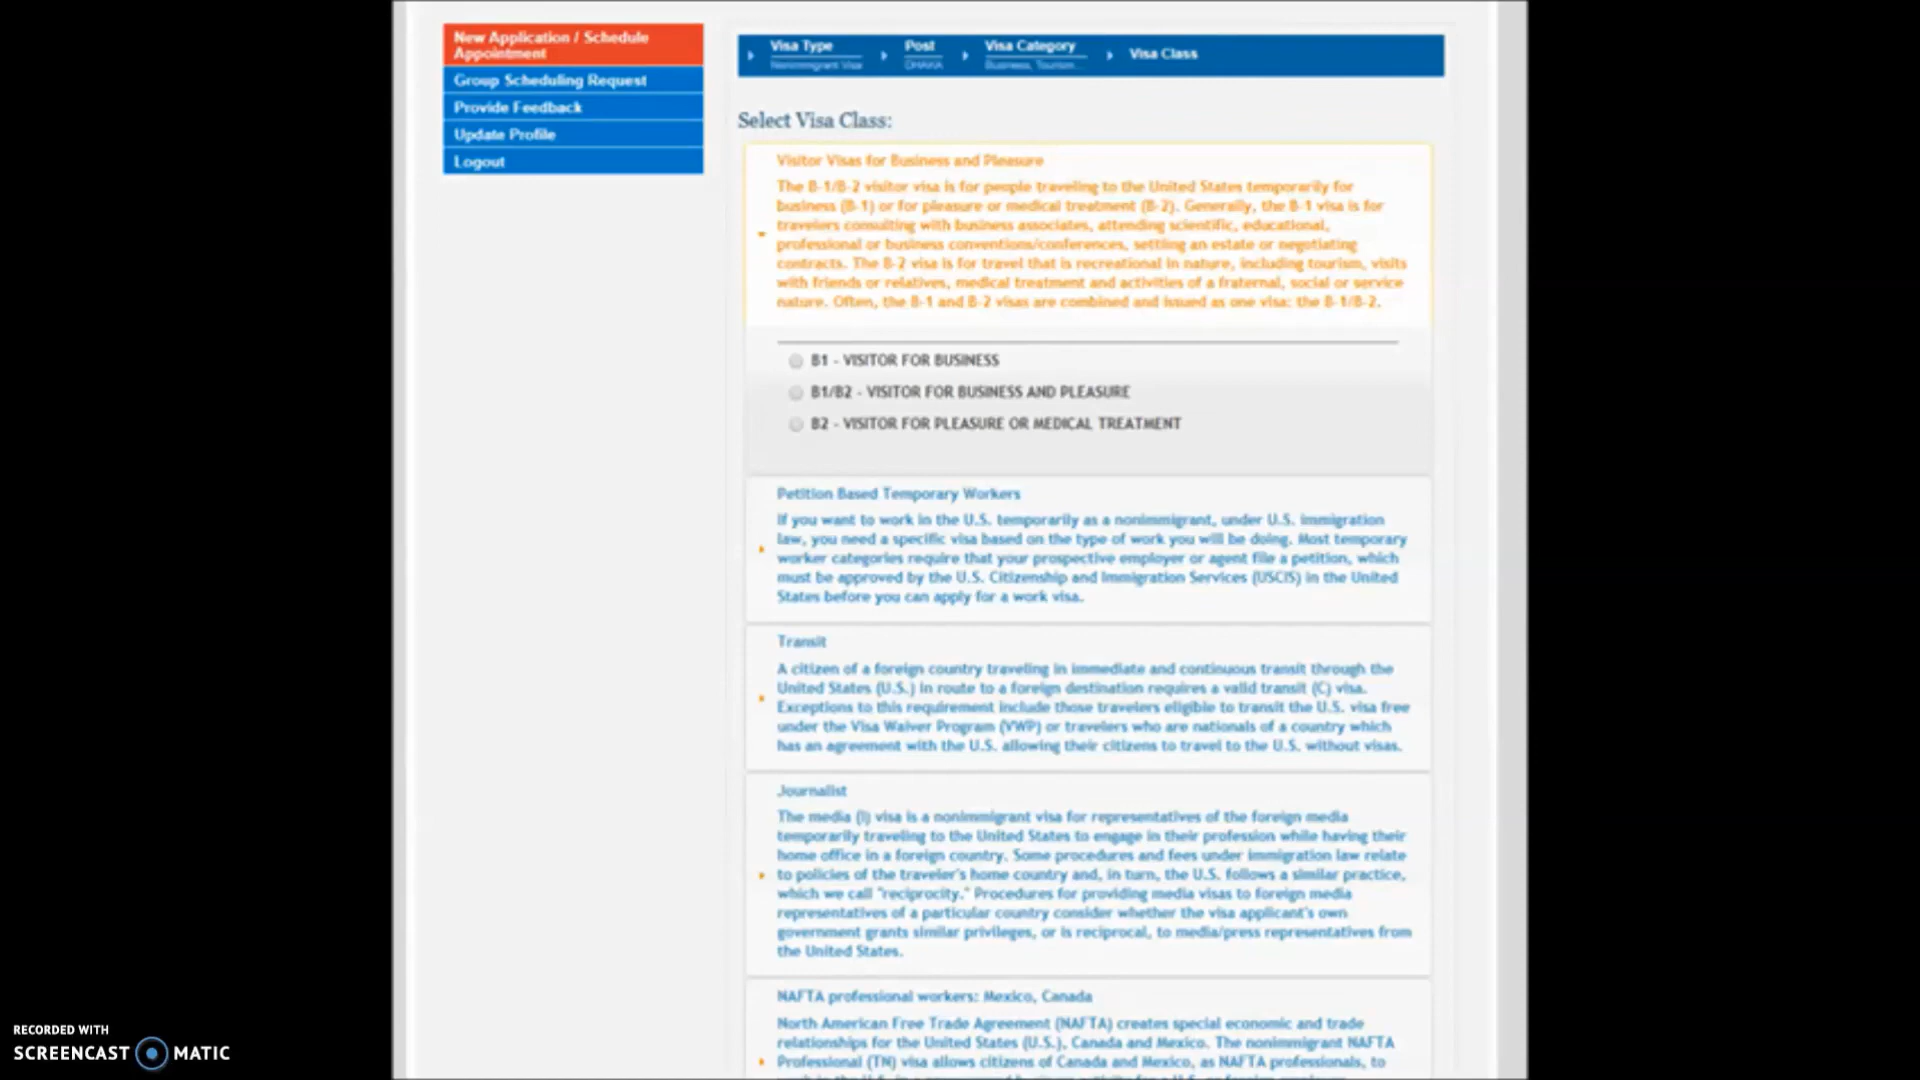 New Application / Schedule
Appointment
Group Scheduling Request
Provide Feedback
Update Profile
Logout
Visa Type
Nonimmigrant Visa
Post
DHAKA
Visa Category
Business, Tourism...
Visa Class
Select Visa Class:
Visitor Visas for Business and Pleasure
The B-1/B-2 visitor visa is for people traveling to the United States temporarily for
business (B-1) or for pleasure or medical treatment (B-2). Generally, the B-1 visa is for
travelers consulting with business associates, attending scientific, educational,
professional or business conventions/conferences, settling an estate or negotiating
contracts. The B-2 visa is for travel that is recreational in nature, including tourism, visits
with friends or relatives, medical treatment and activities of a fraternal, social or service
nature. Often, the B-1 and B-2 visas are combined and issued as one visa: the B-1/B-2.
B1 - VISITOR FOR BUSINESS
B1/B2 - VISITOR FOR BUSINESS AND PLEASURE
B2 - VISITOR FOR PLEASURE OR MEDICAL TREATMENT
Petition Based Temporary Workers
If you want to work in the U.S. temporarily as a nonimmigrant, under U.S. immigration
law, you need a specific visa based on the type of work you will be doing. Most temporary
worker categories require that your prospective employer or agent file a petition, which
must be approved by the U.S. Citizenship and Immigration Services (USCIS) in the United
States before you can apply for a work visa.
Transit
A citizen of a foreign country traveling in immediate and continuous transit through the
United States (U.S.) in route to a foreign destination requires a valid transit (C) visa.
Exceptions to this requirement include those travelers eligible to transit the U.S. visa free
under the Visa Waiver Program (VWP) or travelers who are nationals of a country which
has an agreement with the U.S. allowing their citizens to travel to the U.S. without visas.
Journalist
The media (I) visa is a nonimmigrant visa for representatives of the foreign media
temporarily traveling to the United States to engage in their profession while having their
home office in a foreign country. Some procedures and fees under immigration law relate
to policies of the traveler's home country and, in turn, the U.S. follows a similar practice,
which we call "reciprocity." Procedures for providing media visas to foreign media
representatives of a particular country consider whether the visa applicant's own
government grants similar privileges, or is reciprocal, to media/press representatives from
the United States.
NAFTA professional workers: Mexico, Canada
North American Free Trade Agreement (NAFTA) creates special economic and trade
relationships for the United States (U.S.), Canada and Mexico. The nonimmigrant NAFTA
Professional (TN) visa allows citizens of Canada and Mexico, as NAFTA professionals, to
RECORDED WITH
SCREENCAST MATIC